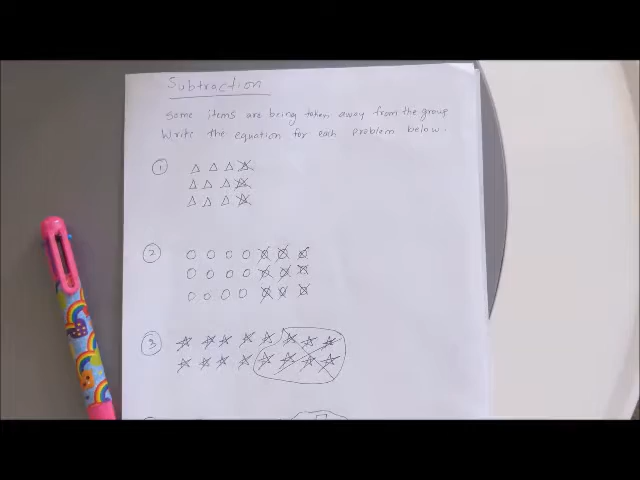 Subtraction
Some items are being taken away from the group
Write the equation for each problem below.
1
2
3